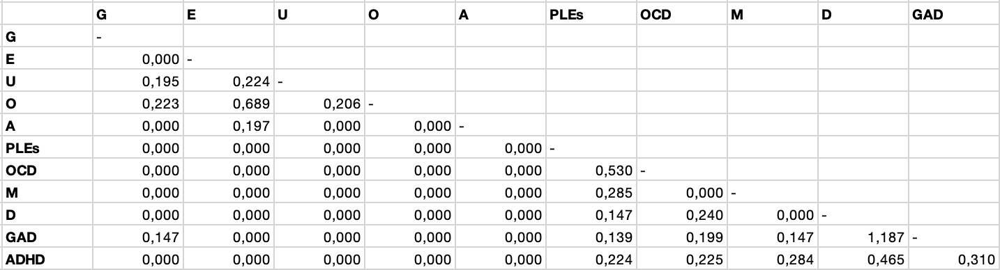 G E U O A PLEs OCD M D GAD
G -
E 0,000 -
U 0,195 0,224 -
O 0,223 0,689 0,206 -
A 0,000 0,197 0,000 0,000 -
PLEs 0,000 0,000 0,000 0,000 0,000 -
OCD 0,000 0,000 0,000 0,000 0,000 0,530 -
M 0,000 0,000 0,000 0,000 0,000 0,285 0,000 -
D 0,000 0,000 0,000 0,000 0,000 0,147 0,240 0,000 -
GAD 0,147 0,000 0,000 0,000 0,000 0,139 0,199 0,147 1,187 -
ADHD 0,000 0,000 0,000 0,000 0,000 0,224 0,225 0,284 0,465 0,310